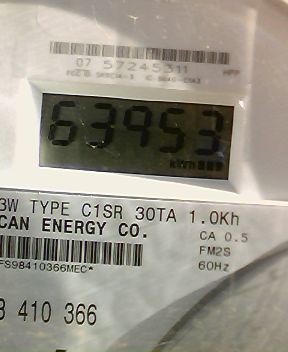 07 57245311
63953
kWh
3W TYPE C1SR 30TA 1.0Kh
CAN ENERGY CO.
CA 0.5
FM2S
60Hz
FS98410366MEC*
8 410 366